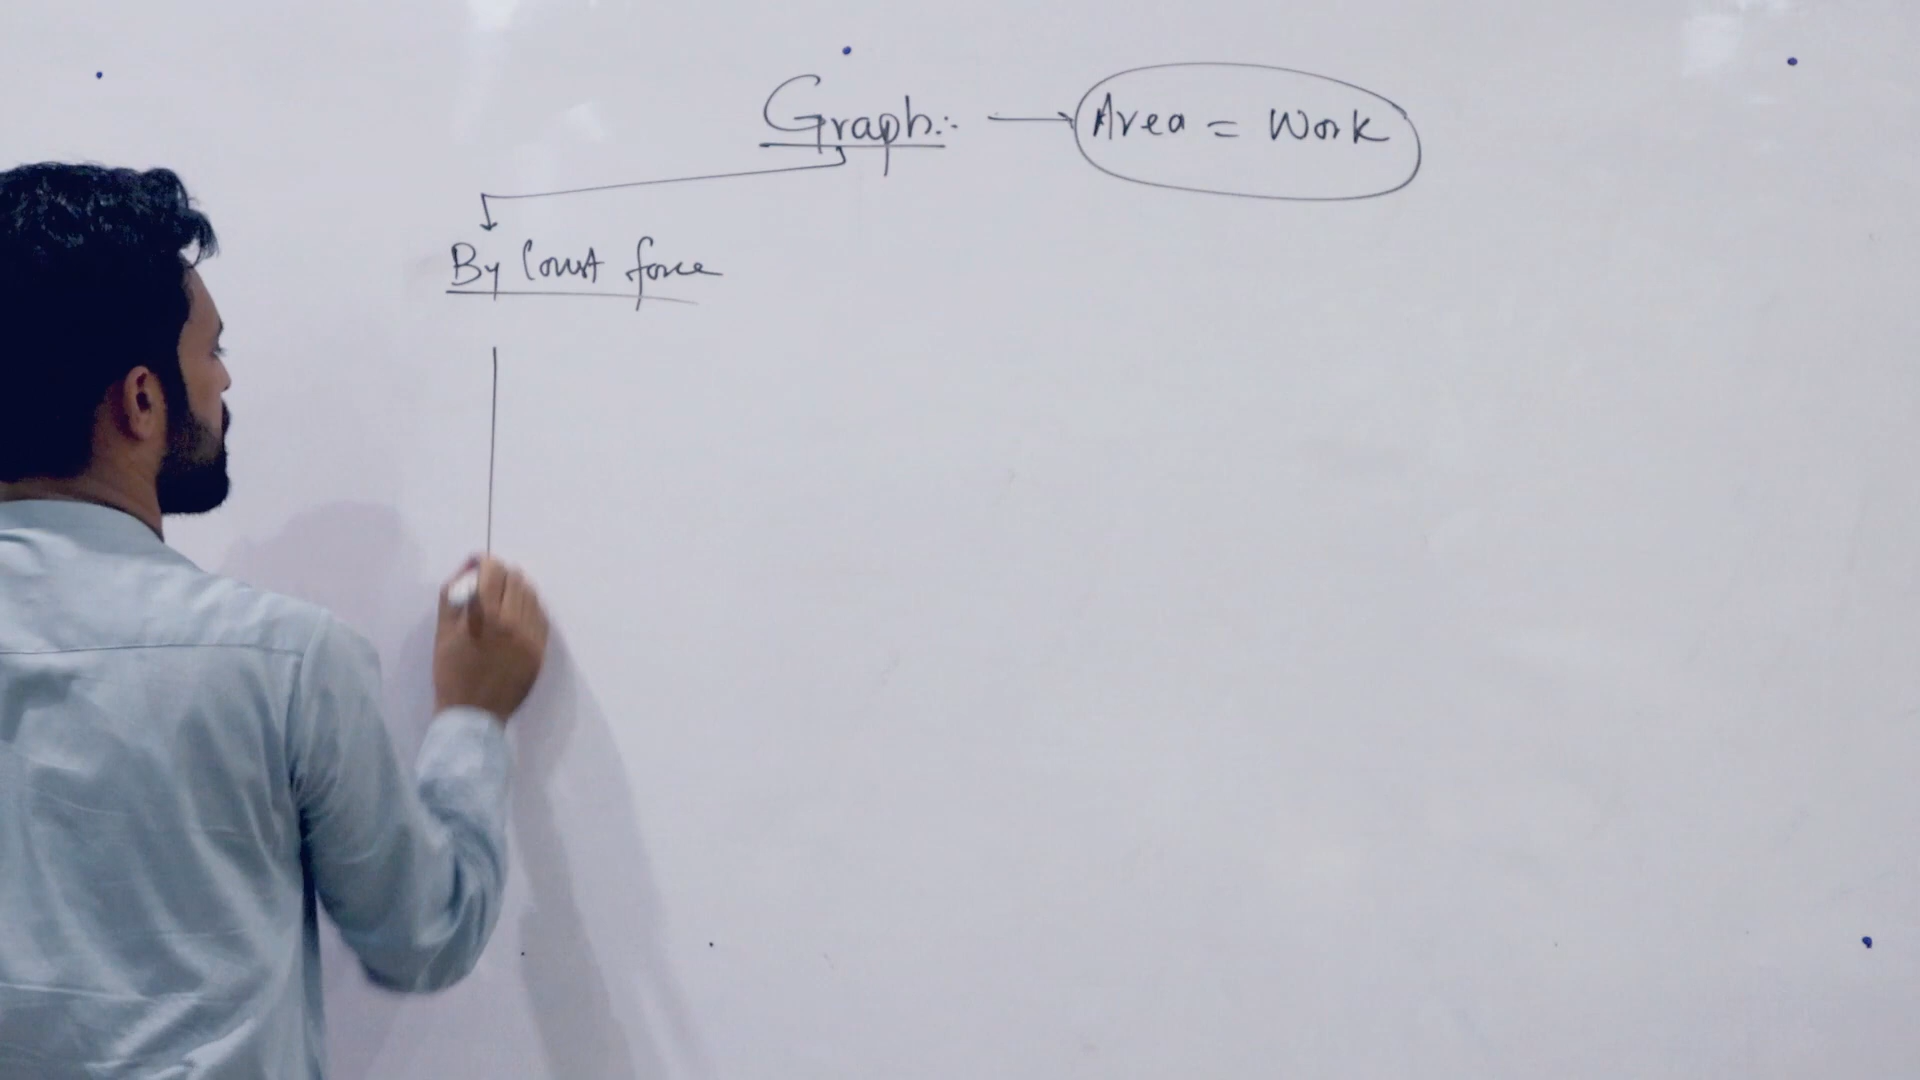 Graph:- → Area = Work
By Const force